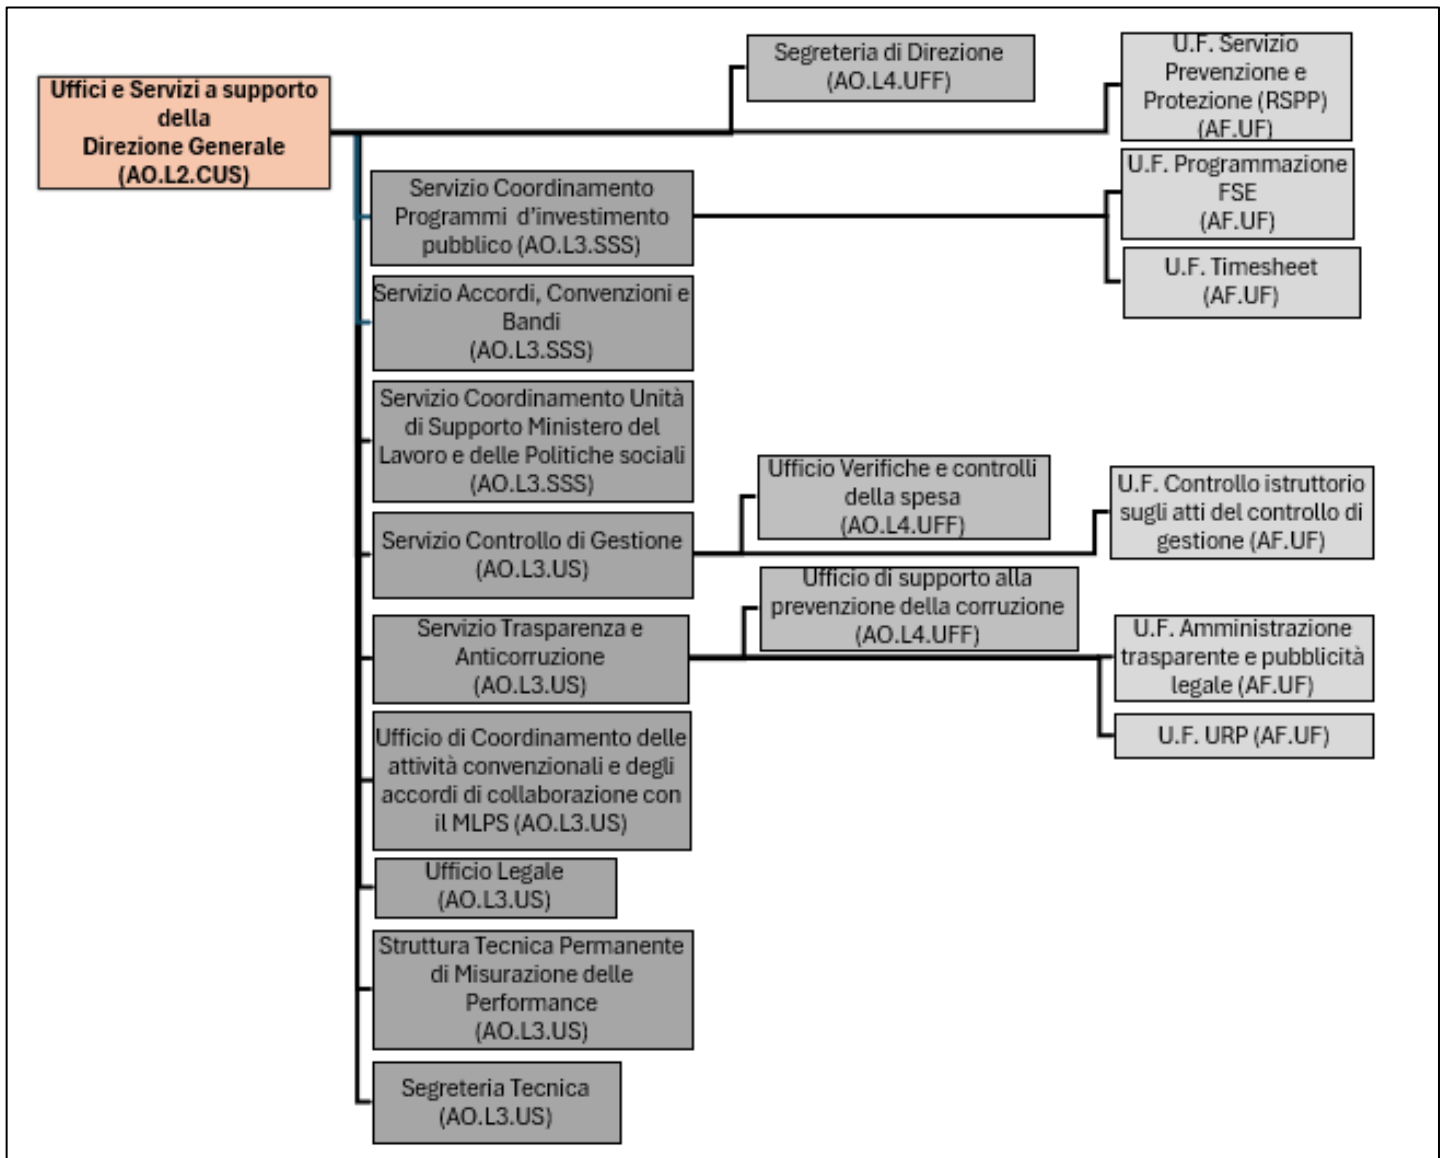 Uffici e Servizi a supporto
della
Direzione Generale
(AO.L2.CUS)
Segreteria di Direzione
(AO.L4.UFF)
U.F. Servizio
Prevenzione e
Protezione (RSPP)
(AF.UF)
Servizio Coordinamento
Programmi d'investimento
pubblico (AO.L3.SSS)
U.F. Programmazione
FSE
(AF.UF)
U.F. Timesheet
(AF.UF)
Servizio Accordi, Convenzioni e
Bandi
(AO.L3.SSS)
Servizio Coordinamento Unità
di Supporto Ministero del
Lavoro e delle Politiche sociali
(AO.L3.SSS)
Servizio Controllo di Gestione
(AO.L3.US)
Ufficio Verifiche e controlli
della spesa
(AO.L4.UFF)
U.F. Controllo istruttorio
sugli atti del controllo di
gestione (AF.UF)
Servizio Trasparenza e
Anticorruzione
(AO.L3.US)
Ufficio di supporto alla
prevenzione della corruzione
(AO.L4.UFF)
U.F. Amministrazione
trasparente e pubblicità
legale (AF.UF)
U.F. URP (AF.UF)
Ufficio di Coordinamento delle
attività convenzionali e degli
accordi di collaborazione con
il MLPS (AO.L3.US)
Ufficio Legale
(AO.L3.US)
Struttura Tecnica Permanente
di Misurazione delle
Performance
(AO.L3.US)
Segreteria Tecnica
(AO.L3.US)